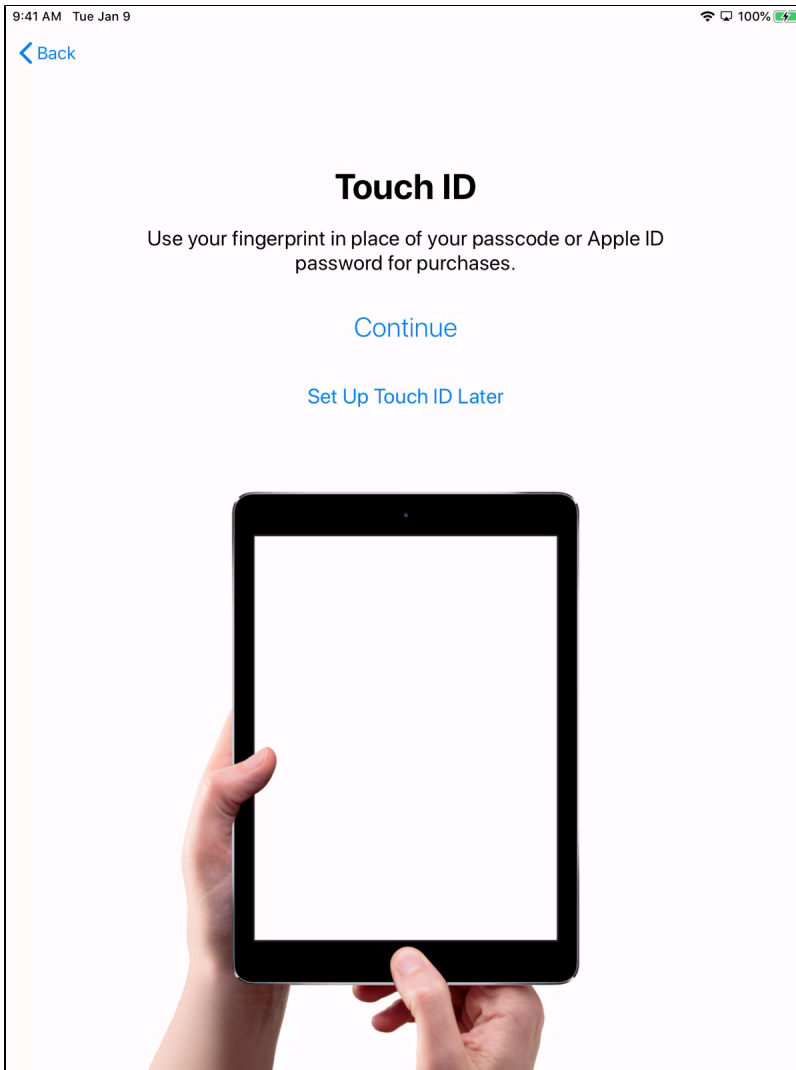 9:41 AM Tue Jan 9
100%
Back
Touch ID
Use your fingerprint in place of your passcode or Apple ID
password for purchases.
Continue
Set Up Touch ID Later